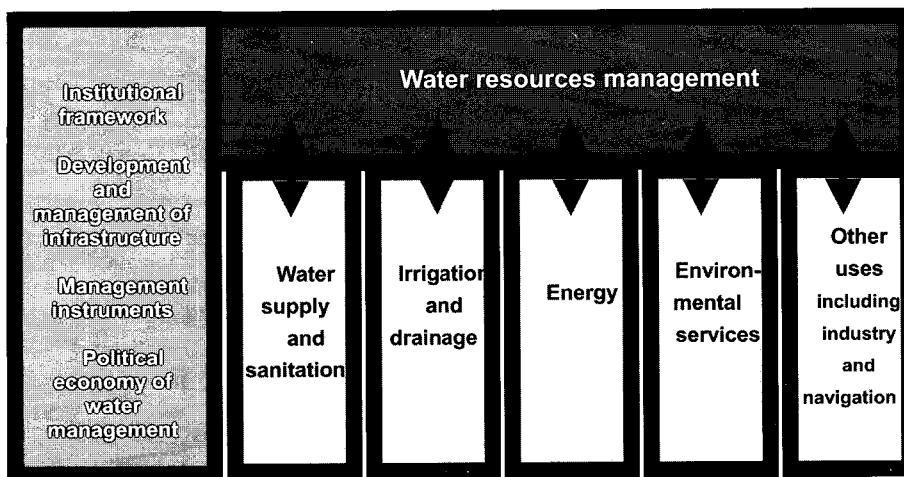 Water resources management
Institutional
framework
Development
and
management of
infrastructure
Management
instruments
Political
economy of
water
management
Water
supply
and
sanitation
Irrigation
and
drainage
Energy
Environ-
mental
services
Other
uses
including
industry
and
navigation